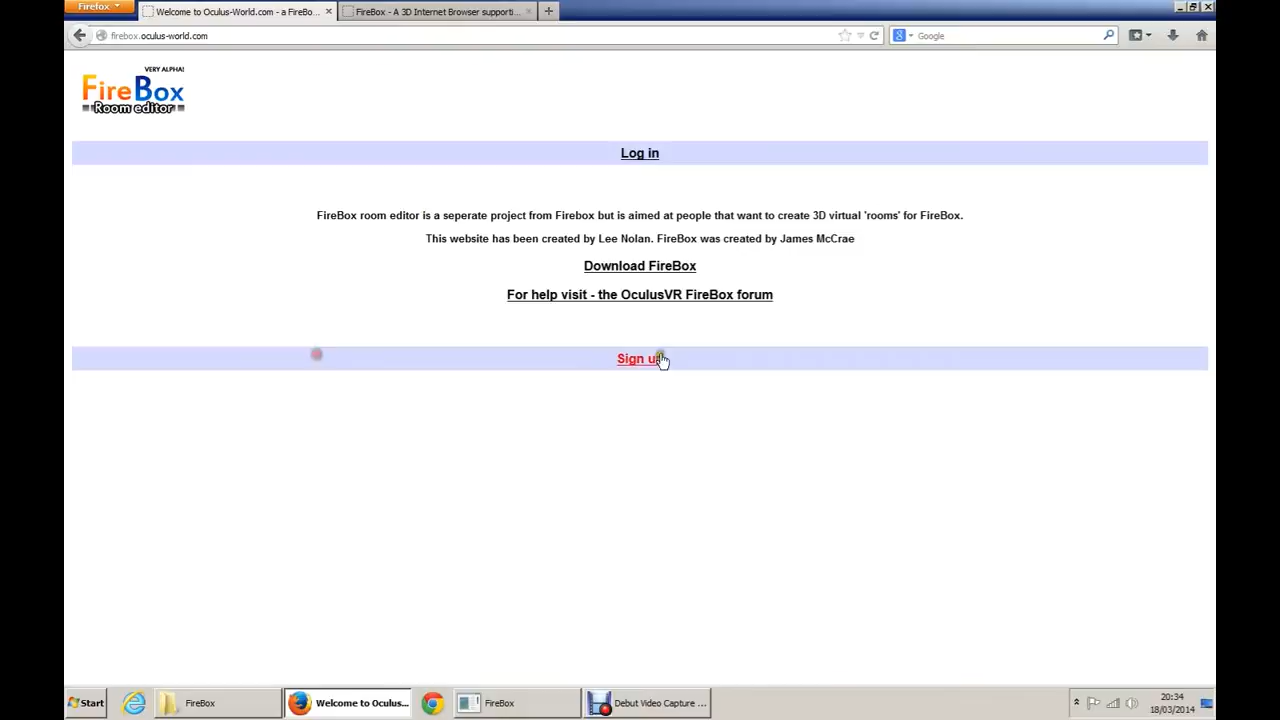 Firefox
Welcome to Oculus-World.com - a FireBo...
FireBox - A 3D Internet Browser supporti...
firebox.oculus-world.com
Google
VERY ALPHA!
FireBox
Room editor
Log in
FireBox room editor is a seperate project from Firebox but is aimed at people that want to create 3D virtual 'rooms' for FireBox.
This website has been created by Lee Nolan. FireBox was created by James McCrae
Download FireBox
For help visit - the OculusVR FireBox forum
Sign u
Start
FireBox
Welcome to Oculus...
FireBox
Debut Video Capture ...
20:34
18/03/2014